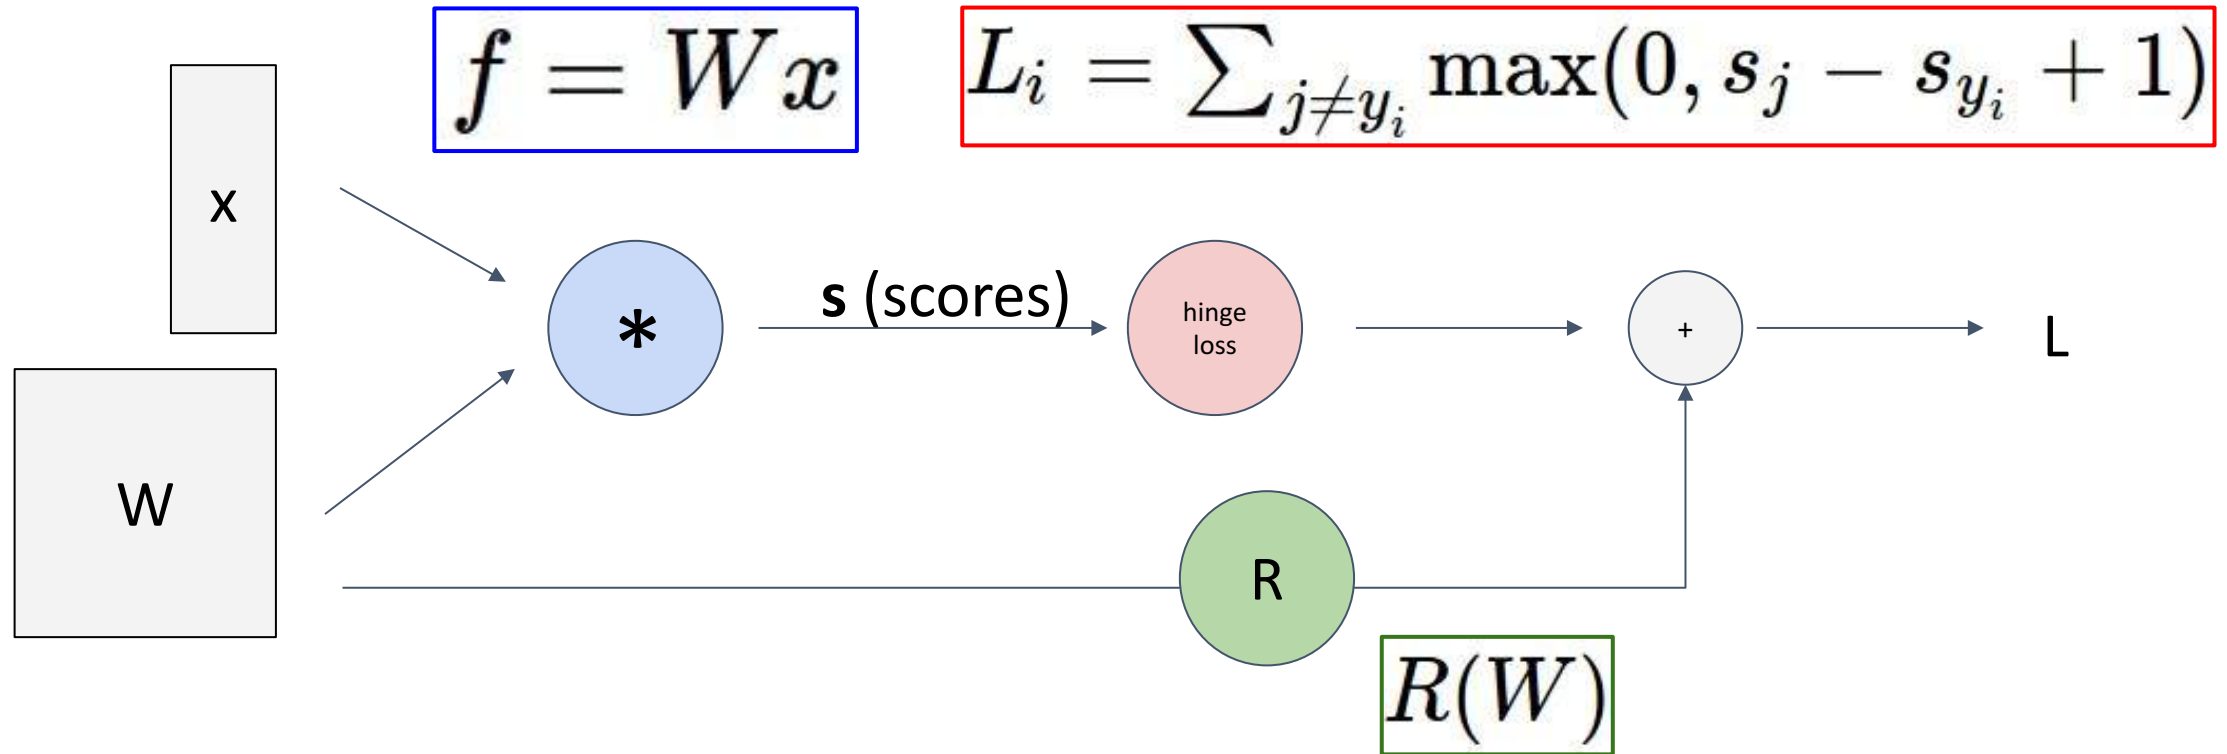 f = Wx
L_i = ∑_{j≠y_i} max(0, s_j − s_{y_i} + 1)
x
W
*
s (scores)
hinge
loss
+
L
R
R(W)